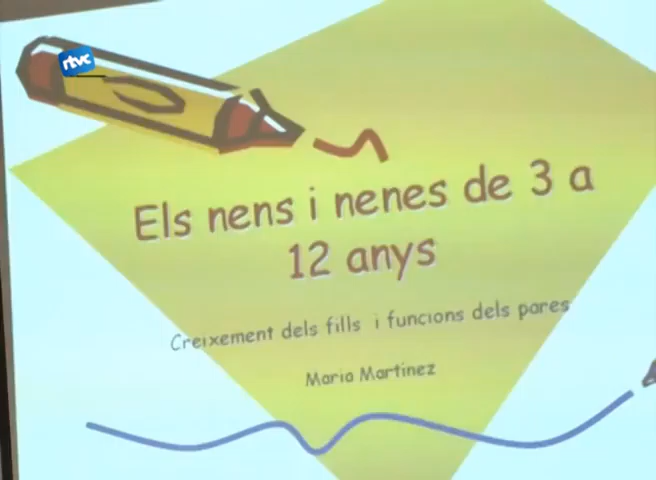 rtvc
Els nens i nenes de 3 a
12 anys
Creixement dels fills i funcions dels pares
Maria Martinez